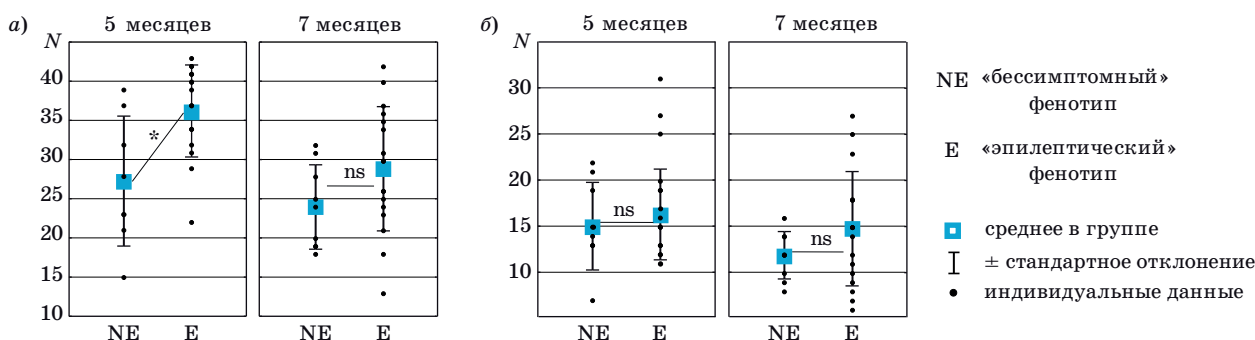 а) 5 месяцев 7 месяцев
N
40
35
30
25
20
15
10
*
ns
NE E NE E
б) 5 месяцев 7 месяцев
N
30
25
20
15
10
ns
ns
NE E NE E
NE «бессимптомный»
фенотип
E «эпилептический»
фенотип
среднее в группе
± стандартное отклонение
индивидуальные данные